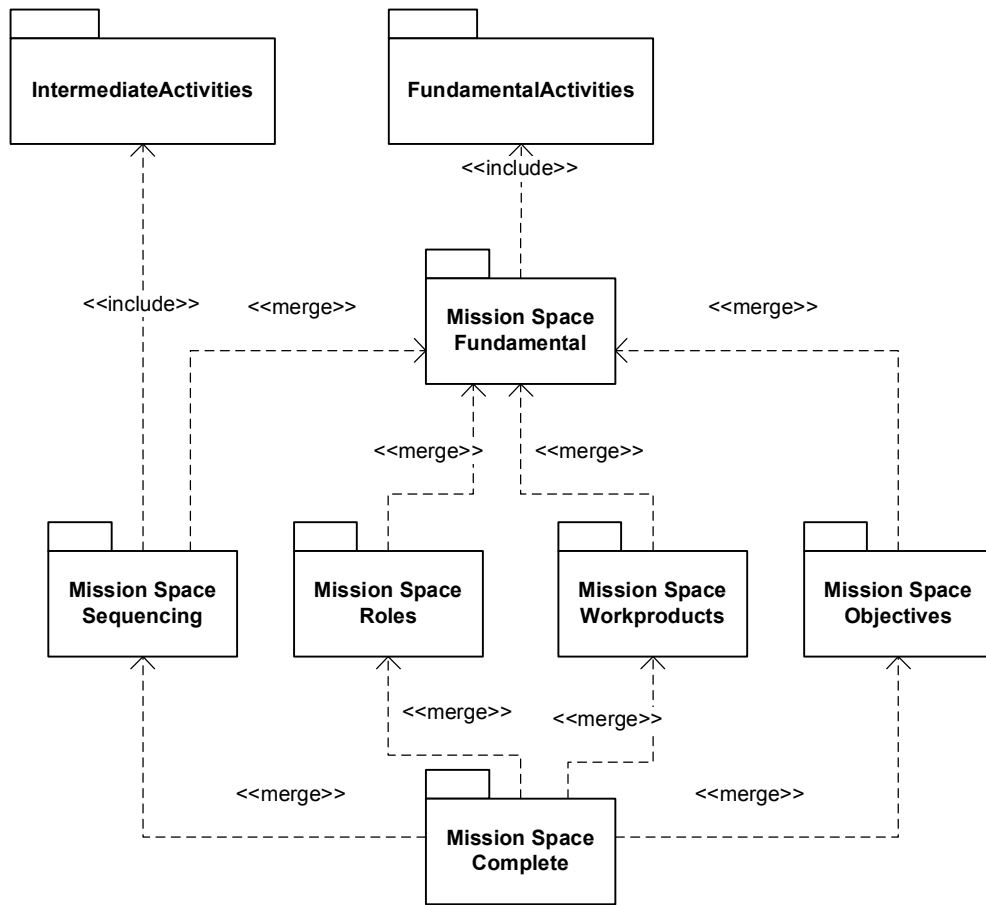 IntermediateActivities
FundamentalActivities
<<include>>
<<include>>
<<merge>>
Mission Space
Fundamental
<<merge>>
<<merge>>
<<merge>>
Mission Space
Sequencing
Mission Space
Roles
Mission Space
Workproducts
Mission Space
Objectives
<<merge>>
<<merge>>
<<merge>>
<<merge>>
Mission Space
Complete